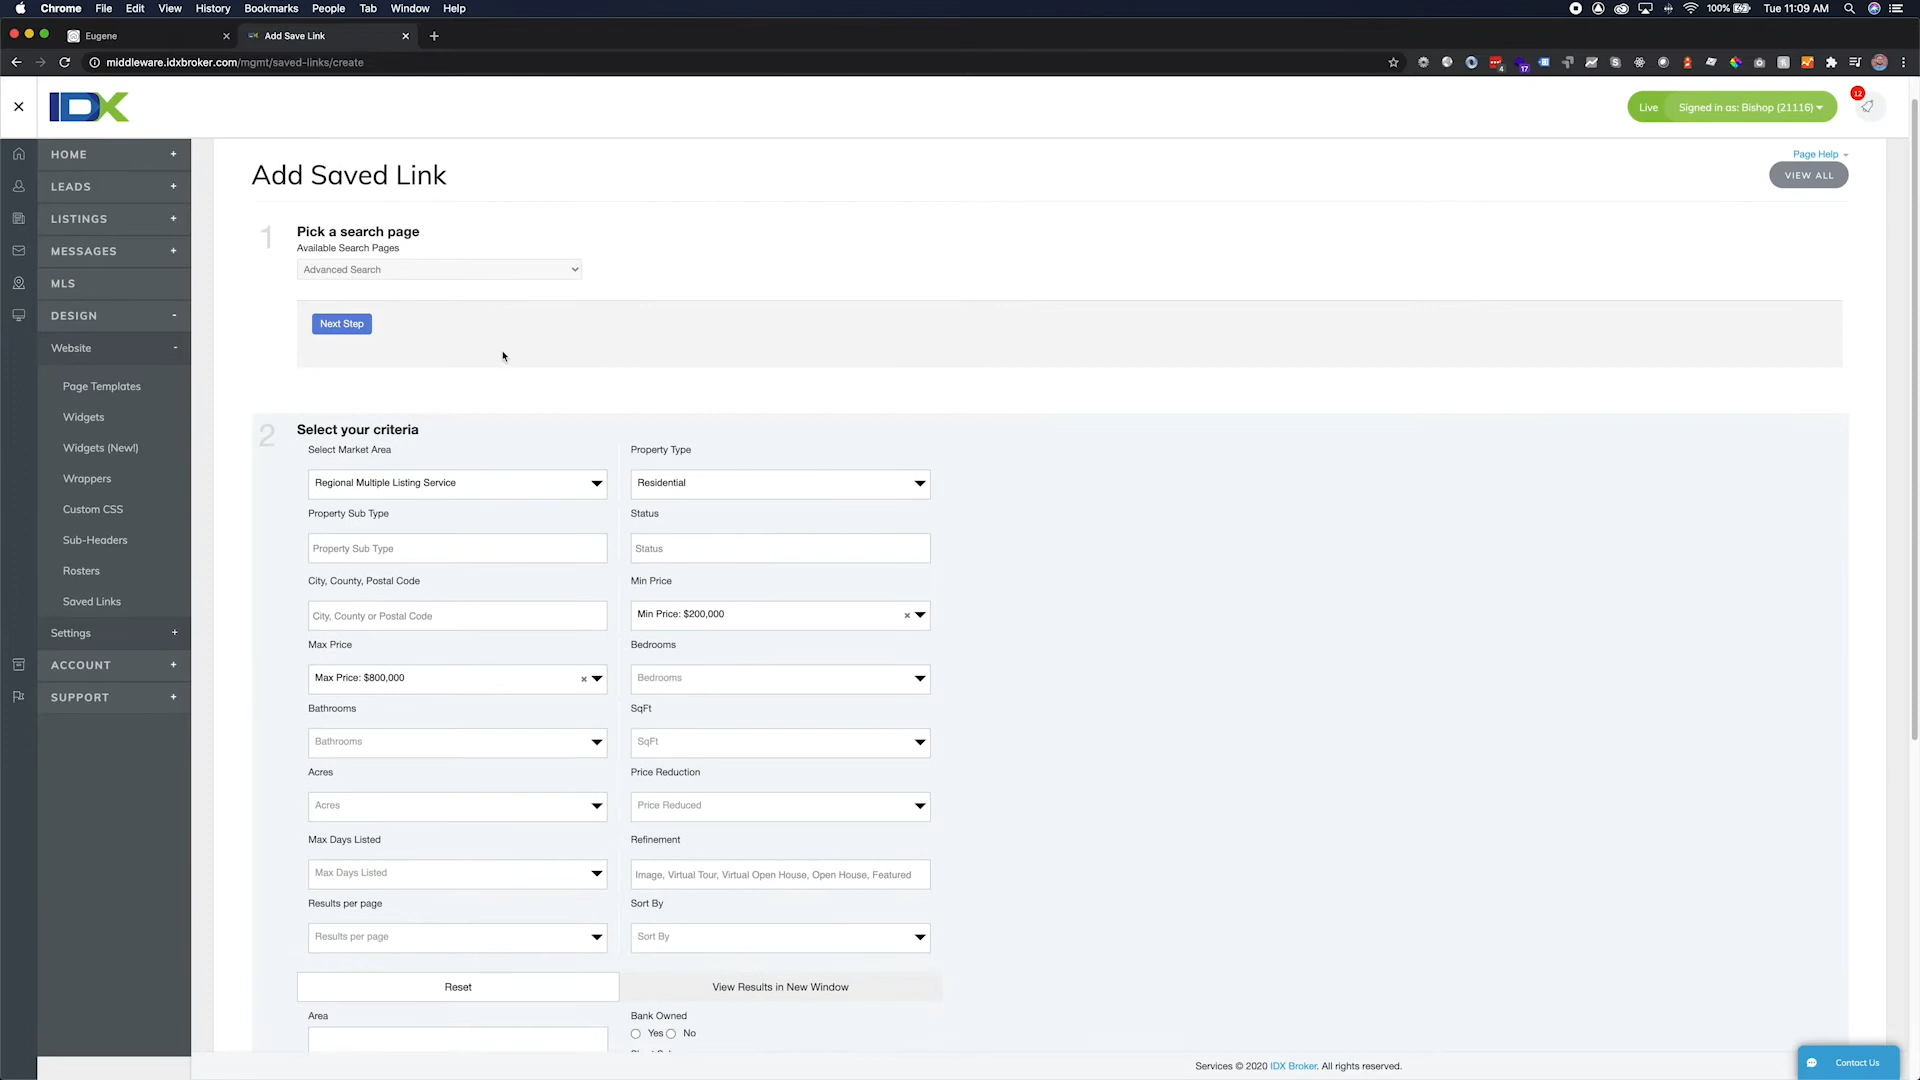 Chrome File Edit View History Bookmarks People Tab Window Help
100% Tue 11:09 AM
Eugene
Add Save Link
middleware.idxbroker.com/mgmt/saved-links/create
4
17
IDX
Live Signed in as: Bishop (21116)
12
HOME +
LEADS +
LISTINGS +
MESSAGES +
MLS
DESIGN -
Website -
Page Templates
Widgets
Widgets (New!)
Wrappers
Custom CSS
Sub-Headers
Rosters
Saved Links
Settings +
ACCOUNT +
SUPPORT +
Page Help
Add Saved Link
VIEW ALL
1
Pick a search page
Available Search Pages
Advanced Search
Next Step
2
Select your criteria
Select Market Area
Property Type
Regional Multiple Listing Service
Residential
Property Sub Type
Status
Property Sub Type
Status
City, County, Postal Code
Min Price
City, County or Postal Code
Min Price: $200,000 ×
Max Price
Bedrooms
Max Price: $800,000 ×
Bedrooms
Bathrooms
SqFt
Bathrooms
SqFt
Acres
Price Reduction
Acres
Price Reduced
Max Days Listed
Refinement
Max Days Listed
Image, Virtual Tour, Virtual Open House, Open House, Featured
Results per page
Sort By
Results per page
Sort By
Reset
View Results in New Window
Area
Bank Owned
Yes No
Services © 2020 IDX Broker. All rights reserved.
Contact Us